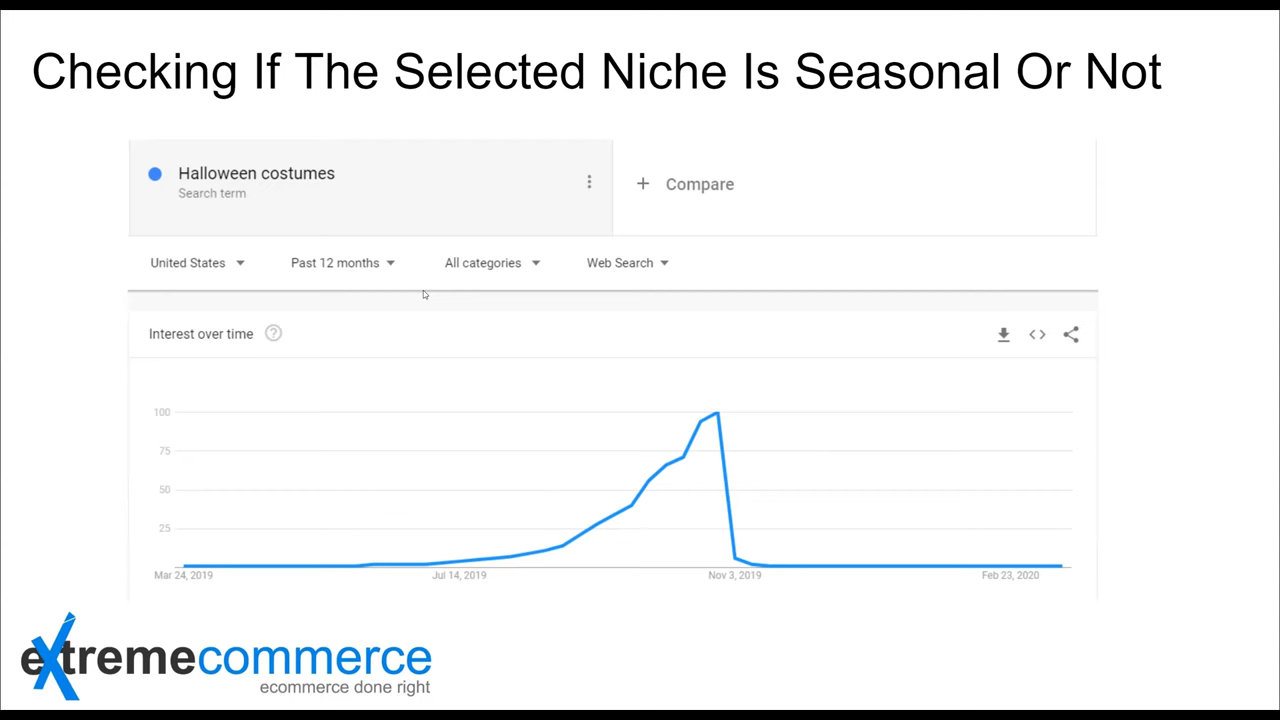 Checking If The Selected Niche Is Seasonal Or Not
Halloween costumes
Search term
+ Compare
United States
Past 12 months
All categories
Web Search
Interest over time ?
100
75
50
25
Mar 24, 2019
Jul 14, 2019
Nov 3, 2019
Feb 23, 2020
extremecommerce
ecommerce done right